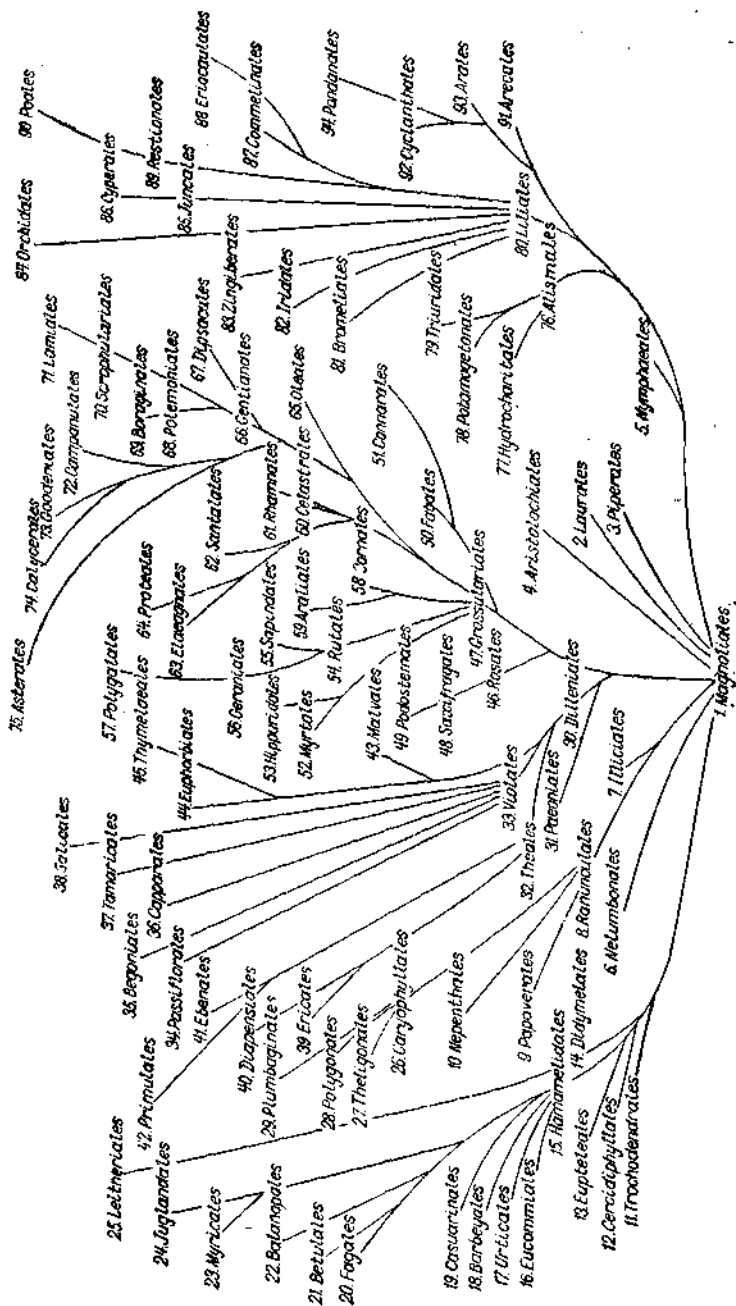 1. Magnoliales
2. Laurales
3. Piperales
4. Aristolochiales
5. Nymphaeales
6. Nelumbonales
7. Illiciales
8. Ranunculales
9. Papaverales
10. Nepenthales
11. Trochodendrales
12. Cercidiphyllales
13. Eupteleales
14. Didymelales
15. Hamamelidales
16. Eucommiales
17. Urticales
18. Barbeyales
19. Casuarinales
20. Fagales
21. Betulales
22. Balanopales
23. Myricales
24. Juglandales
25. Leitneriales
26. Caryophyllales
27. Theligonales
28. Polygonales
29. Plumbaginales
30. Dilleniales
31. Paeoniales
32. Theales
33. Violales
34. Passiflorales
35. Begoniales
36. Capparales
37. Tamaricales
38. Salicales
39. Ericales
40. Diapensiales
41. Ebenales
42. Primulales
43. Malvales
44. Euphorbiales
45. Thymelaeales
46. Rosales
47. Grossulariales
48. Saxifragales
49. Podostemales
50. Fabales
51. Connarales
52. Myrtales
53. Hippuridales
54. Rutales
55. Sapindales
56. Geraniales
57. Polygalales
58. Jornales
59. Araliales
60. Celastrales
61. Rhamnales
62. Santalales
63. Elaeagnales
64. Proteales
65. Oleales
66. Gentianales
67. Dipsacales
68. Polemoniales
69. Boraginales
70. Scrophulariales
71. Lamiales
72. Campanulales
73. Goodeniales
74. Calycerales
75. Asterales
76. Alismales
77. Hydrocharitales
78. Potamogetonales
79. Triuridales
80. Liliales
81. Bromeliales
82. Iridales
83. Zingiberales
84. Orchidales
85. Juncales
86. Cyperales
87. Commelinales
88. Eriocaulales
89. Restionales
90. Poales
91. Arecales
92. Cyclanthales
93. Arales
94. Pandanales